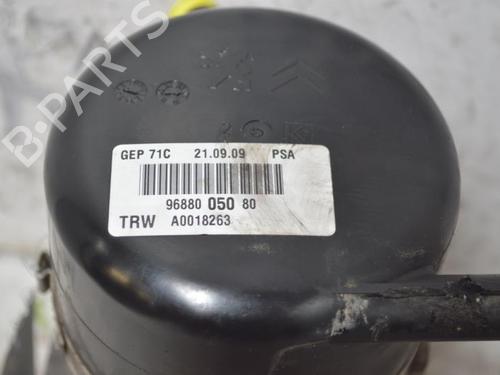 B-PARTS
GEP 71C 21.09.09 PSA
96880 050 80
TRW A0018263